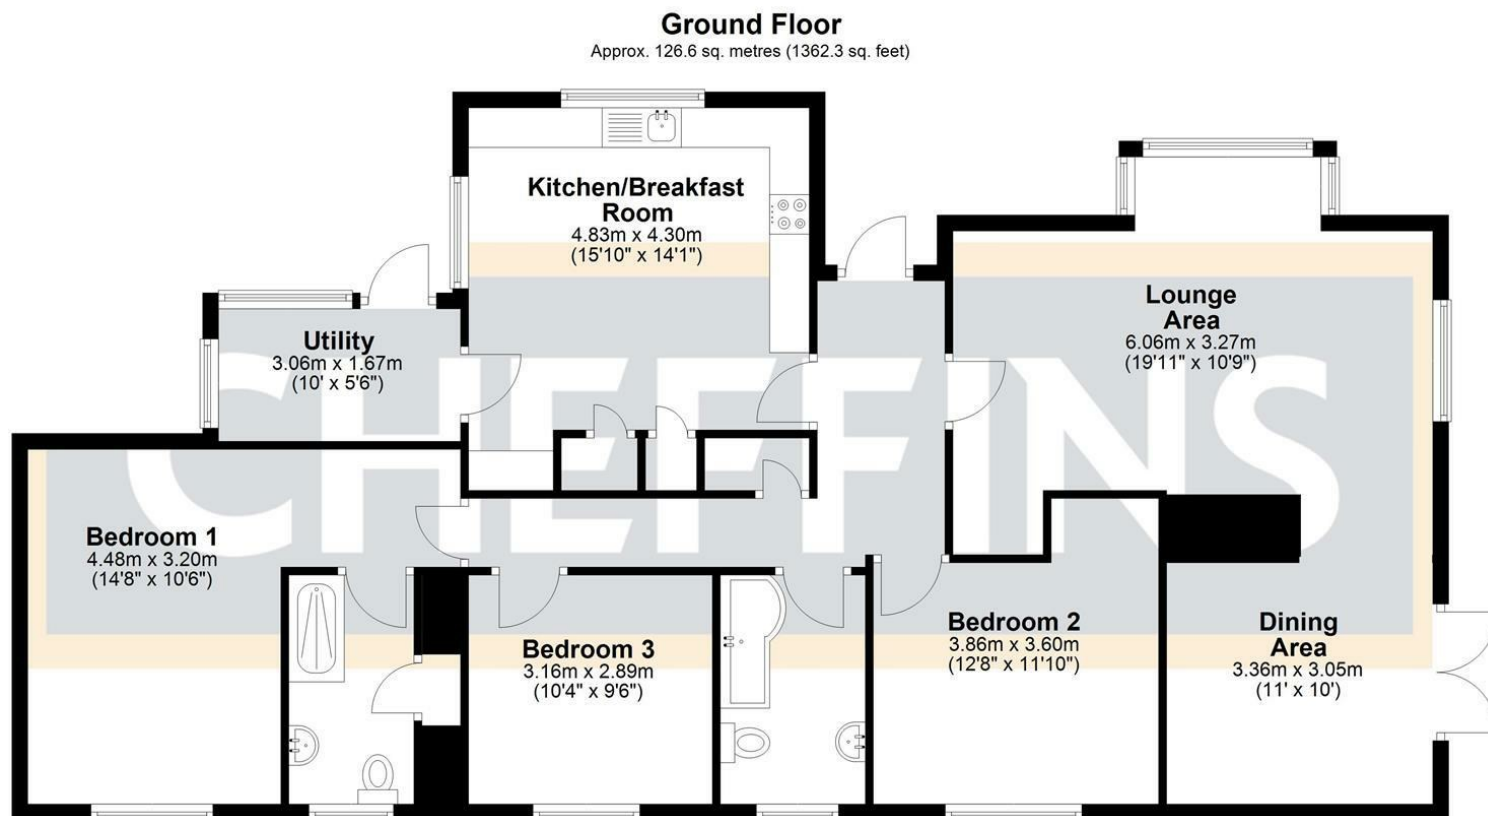 Ground Floor
Approx. 126.6 sq. metres (1362.3 sq. feet)
Kitchen/Breakfast
Room
4.83m x 4.30m
(15'10" x 14'1")
Lounge
Area
6.06m x 3.27m
(19'11" x 10'9")
Utility
3.06m x 1.67m
(10' x 5'6")
CHEFFINS
Bedroom 1
4.48m x 3.20m
(14'8" x 10'6")
Bedroom 3
3.16m x 2.89m
(10'4" x 9'6")
Bedroom 2
3.86m x 3.60m
(12'8" x 11'10")
Dining
Area
3.36m x 3.05m
(11' x 10')